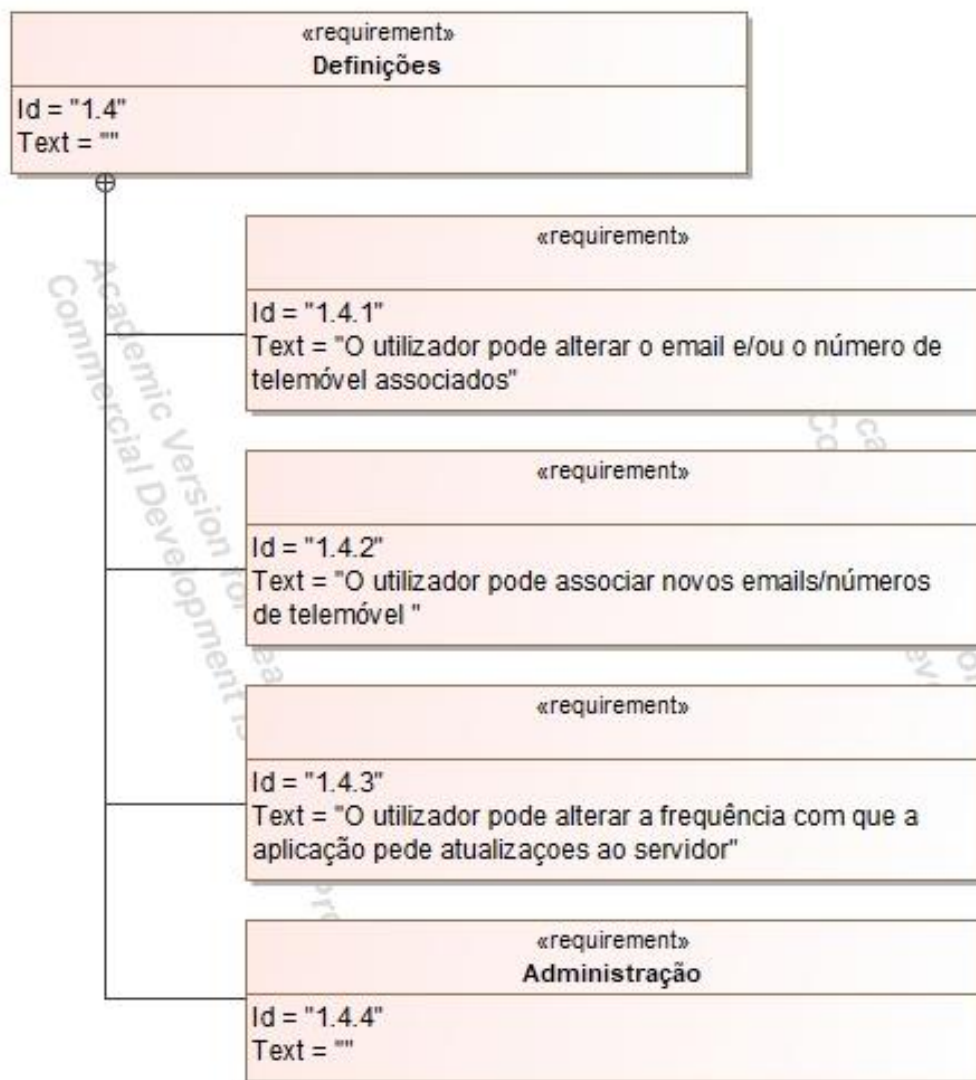 «requirement»
Definições
Id = "1.4"
Text = ""
«requirement»
Id = "1.4.1"
Text = "O utilizador pode alterar o email e/ou o número de
telemóvel associados"
«requirement»
Id = "1.4.2"
Text = "O utilizador pode associar novos emails/números
de telemóvel "
«requirement»
Id = "1.4.3"
Text = "O utilizador pode alterar a frequência com que a
aplicação pede atualizaçoes ao servidor"
«requirement»
Administração
Id = "1.4.4"
Text = ""
Academic Version for
Commercial Development is